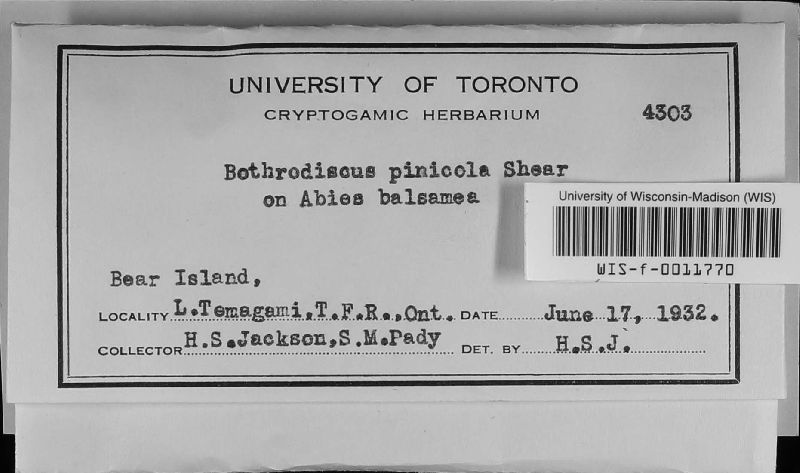 UNIVERSITY OF TORONTO
CRYPTOGAMIC HERBARIUM 4303
Bothrodiscus pinicola Shear
on Abies balsamea
University of Wisconsin-Madison (WIS)
WIS-f-0011770
Bear Island,
LOCALITY L.Temagami,T.F.R.,Ont. DATE June 17, 1932.
COLLECTOR H.S.Jackson,S.M.Pady DET. BY H.S.J.